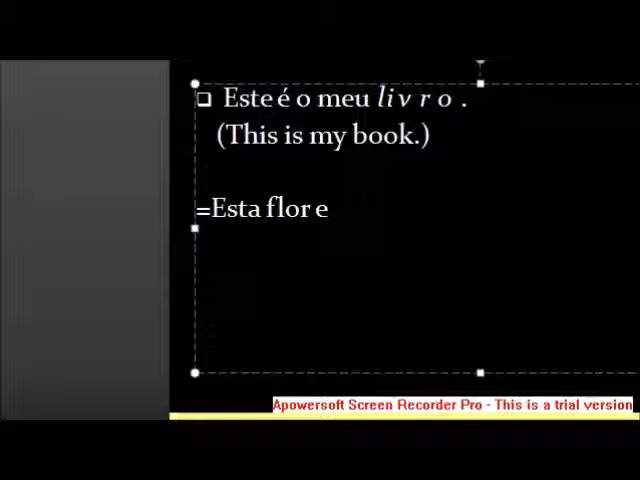 Este é o meu livro .
(This is my book.)
=Esta flor e
Apowersoft Screen Recorder Pro - This is a trial version